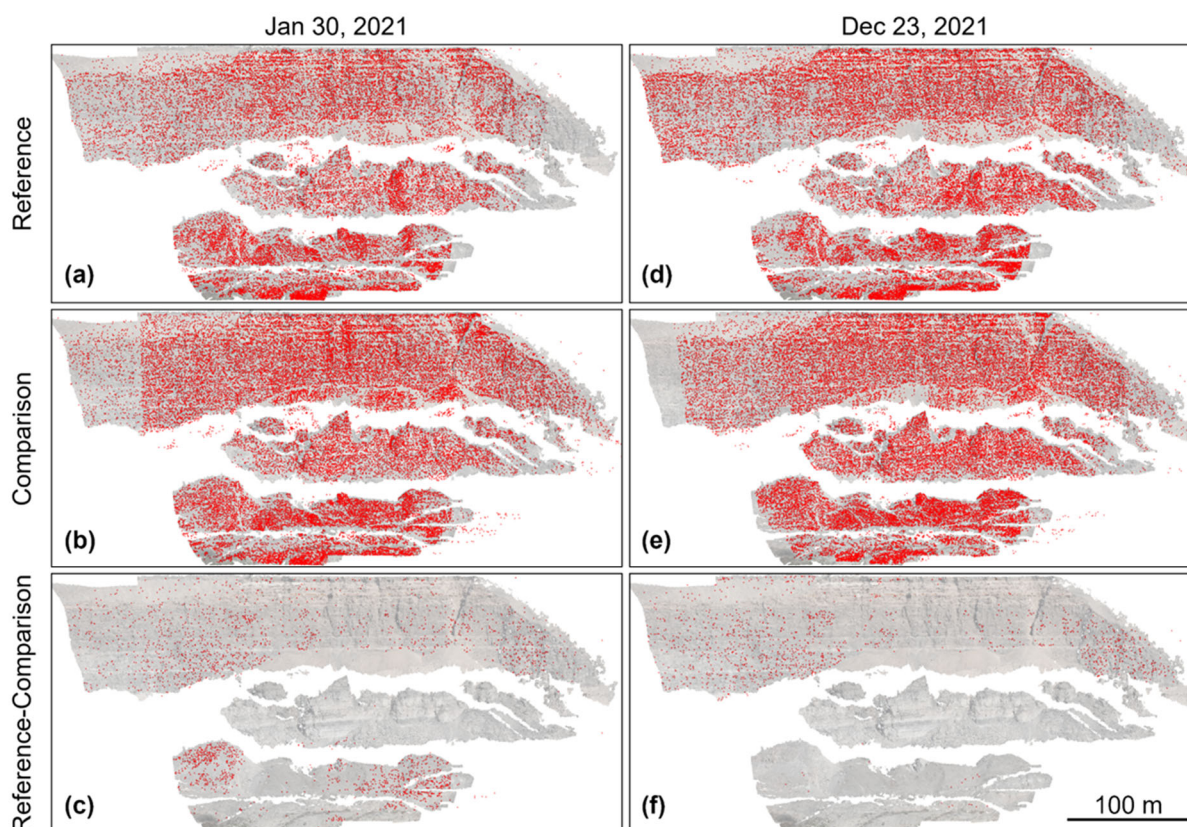 Jan 30, 2021
Dec 23, 2021
Reference
(a)
(d)
Comparison
(b)
(e)
Reference-Comparison
(c)
(f)
100 m